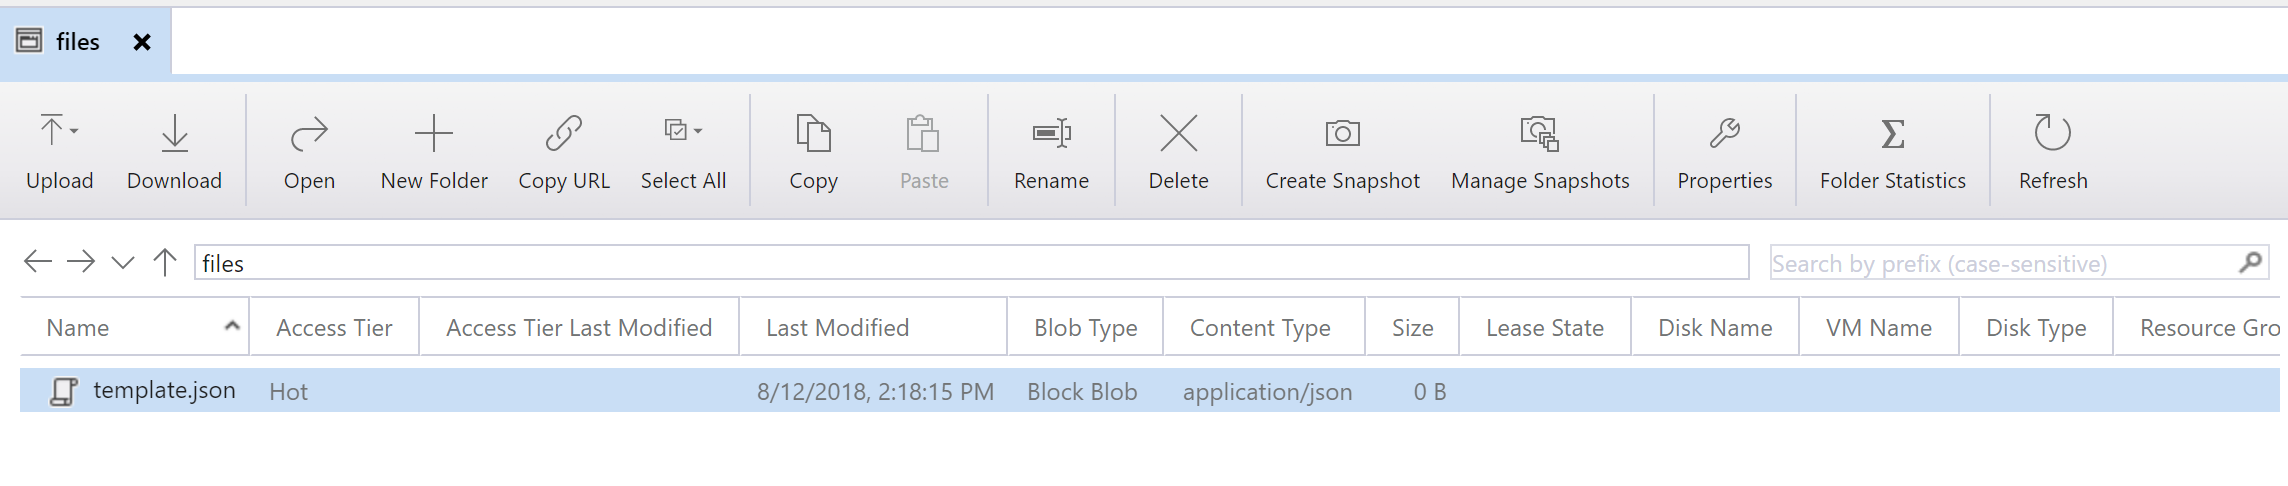 files
Upload Download Open New Folder Copy URL Select All Copy Paste Rename Delete Create Snapshot Manage Snapshots Properties Folder Statistics Refresh
files Search by prefix (case-sensitive)
Name Access Tier Access Tier Last Modified Last Modified Blob Type Content Type Size Lease State Disk Name VM Name Disk Type Resource Gro
template.json Hot 8/12/2018, 2:18:15 PM Block Blob application/json 0 B